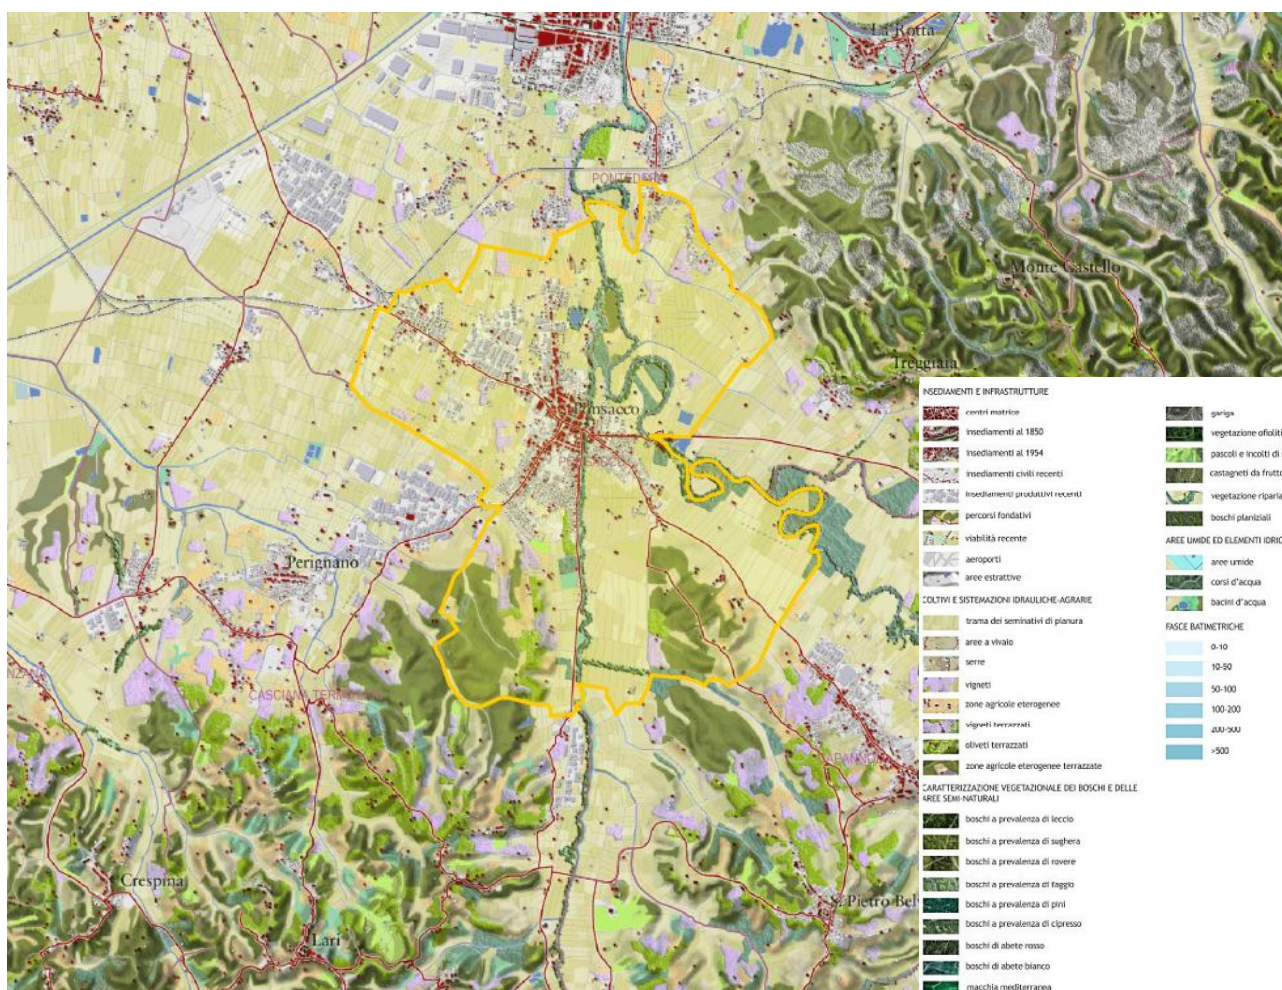 La Rotta
PONTEDERA
Monte Castello
Treggiaia
Ponsacco
Perignano
CASCIANA TERME
CAPANNOLI
Crespina
Lari
S. Pietro Bel
INSEDIAMENTI E INFRASTRUTTURE
centri matrice
insediamenti al 1850
insediamenti al 1954
insediamenti civili recenti
insediamenti produttivi recenti
percorsi fondativi
viabilità recente
aeroporti
aree estrattive
COLTIVI E SISTEMAZIONI IDRAULICHE-AGRARIE
trama dei seminativi di pianura
aree a vivaio
serre
vigneti
zone agricole eterogenee
vigneti terrazzati
oliveti terrazzati
zone agricole eterogenee terrazzate
CARATTERIZZAZIONE VEGETAZIONALE DEI BOSCHI E DELLE
AREE SEMI-NATURALI
boschi a prevalenza di leccio
boschi a prevalenza di sughera
boschi a prevalenza di rovere
boschi a prevalenza di faggio
boschi a prevalenza di pini
boschi a prevalenza di cipresso
boschi di abete rosso
boschi di abete bianco
macchia mediterranea
gariga
vegetazione ofioliti
pascoli e incolti di
castagneti da frutto
vegetazione riparia
boschi planiziali
AREE UMIDE ED ELEMENTI IDRIC
aree umide
corsi d'acqua
bacini d'acqua
FASCE BATIMETRICHE
0-10
10-50
50-100
100-200
200-500
>500